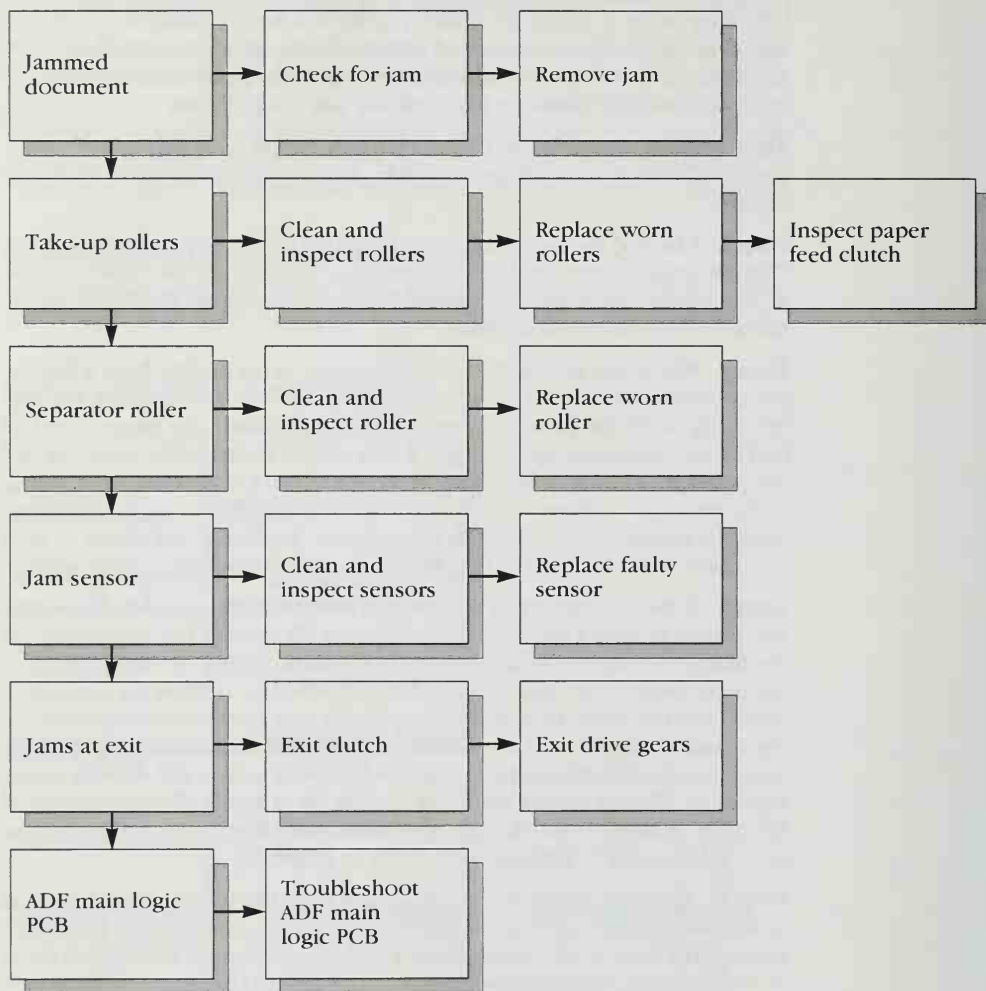 Jammed
document
Check for jam
Remove jam
Take-up rollers
Clean and
inspect rollers
Replace worn
rollers
Inspect paper
feed clutch
Separator roller
Clean and
inspect roller
Replace worn
roller
Jam sensor
Clean and
inspect sensors
Replace faulty
sensor
Jams at exit
Exit clutch
Exit drive gears
ADF main logic
PCB
Troubleshoot
ADF main
logic PCB